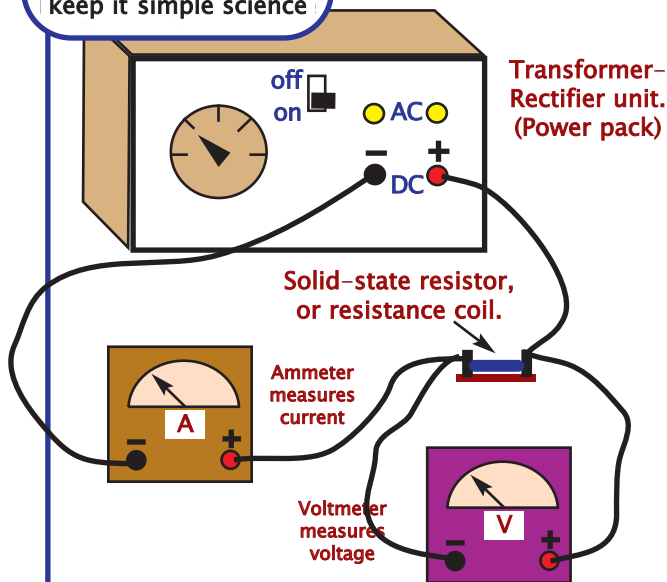 keep it simple science
off
on
AC
− +
DC
Transformer-
Rectifier unit.
(Power pack)
Solid-state resistor,
or resistance coil.
Ammeter
measures
current
A
− +
Voltmeter
measures
voltage
V
− +